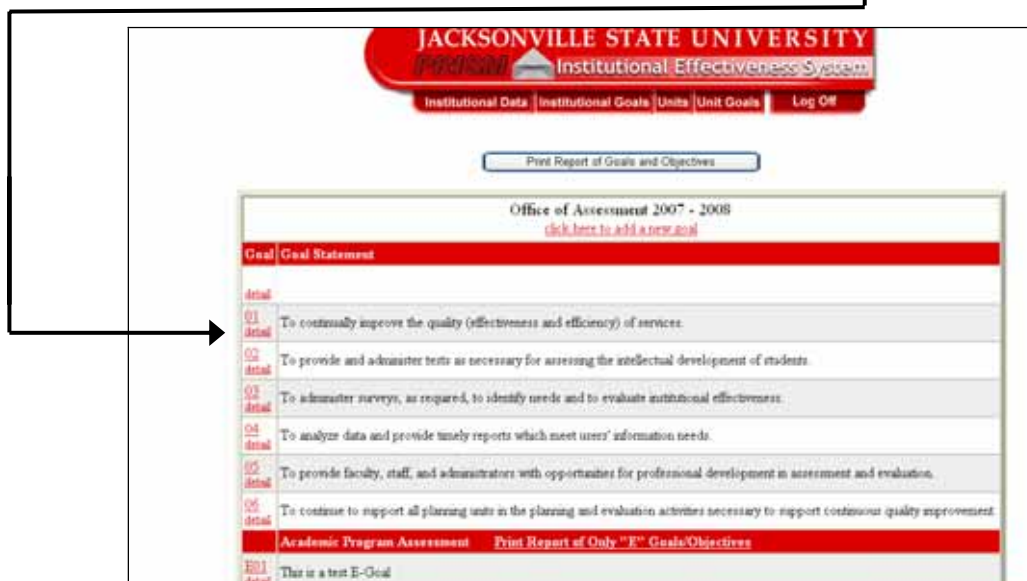 JACKSONVILLE STATE UNIVERSITY
PRISM Institutional Effectiveness System
Institutional Data Institutional Goals Units Unit Goals Log Off
Print Report of Goals and Objectives
Office of Assessment 2007 - 2008
click here to add a new goal
Goal Goal Statement
detail
01 To continually improve the quality (effectiveness and efficiency) of services.
detail
02 To provide and administer tests as necessary for assessing the intellectual development of students.
detail
03 To administer surveys, as required, to identify needs and to evaluate institutional effectiveness.
detail
04 To analyze data and provide timely reports which meet users' information needs.
detail
05 To provide faculty, staff, and administrators with opportunities for professional development in assessment and evaluation.
detail
06 To continue to support all planning units in the planning and evaluation activities necessary to support continuous quality improvement.
detail
Academic Program Assessment Print Report of Only "E" Goals/Objectives
E01 This is a test E-Goal
detail